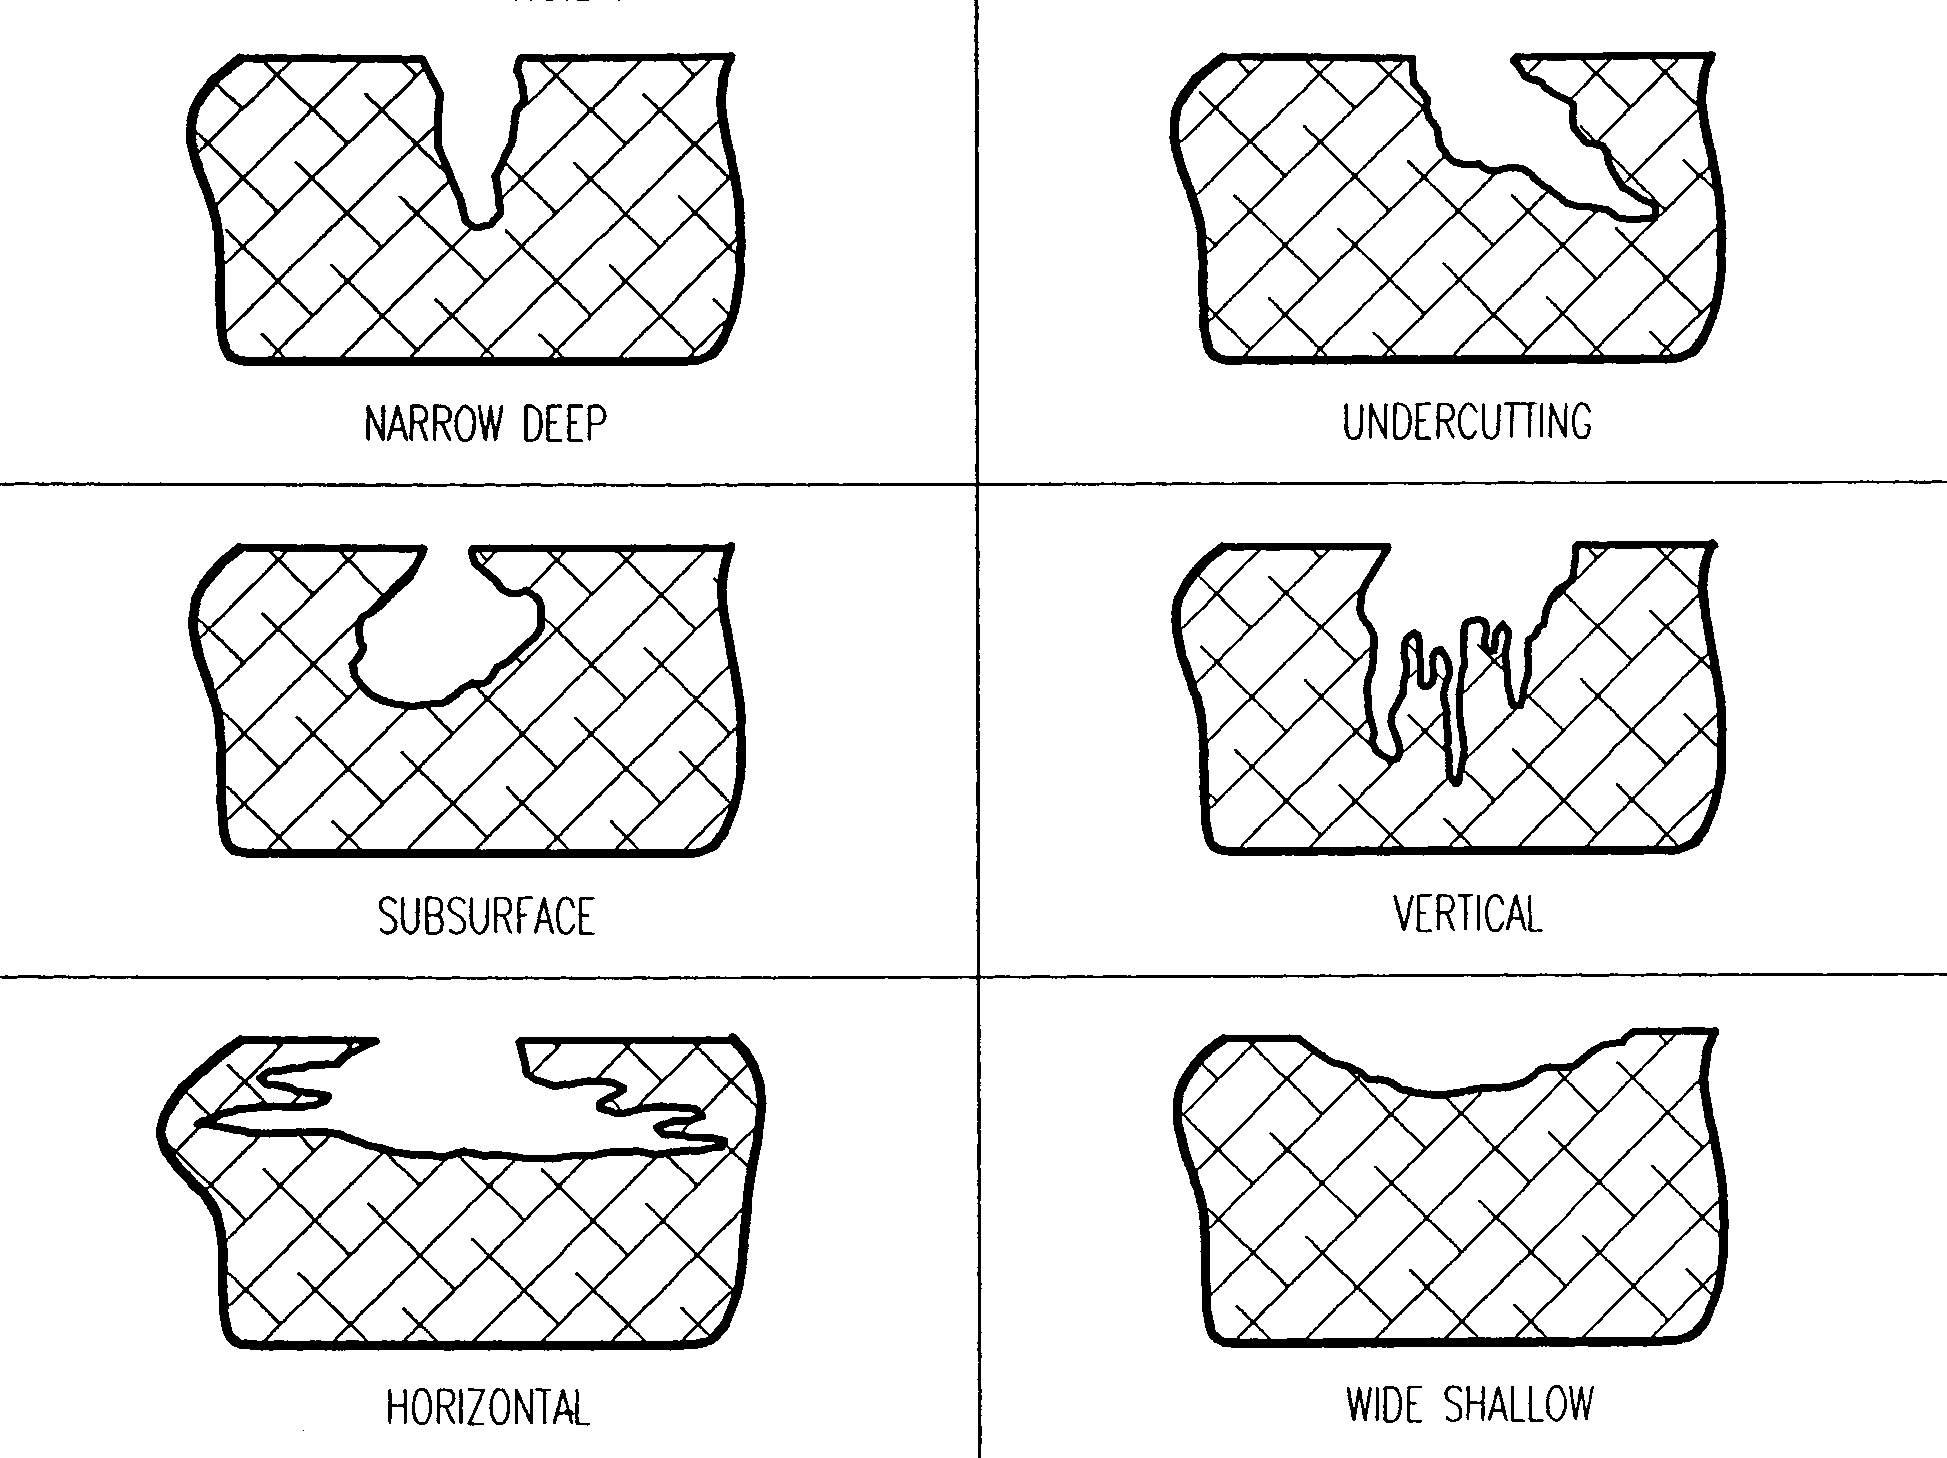 NARROW DEEP
UNDERCUTTING
SUBSURFACE
VERTICAL
HORIZONTAL
WIDE SHALLOW